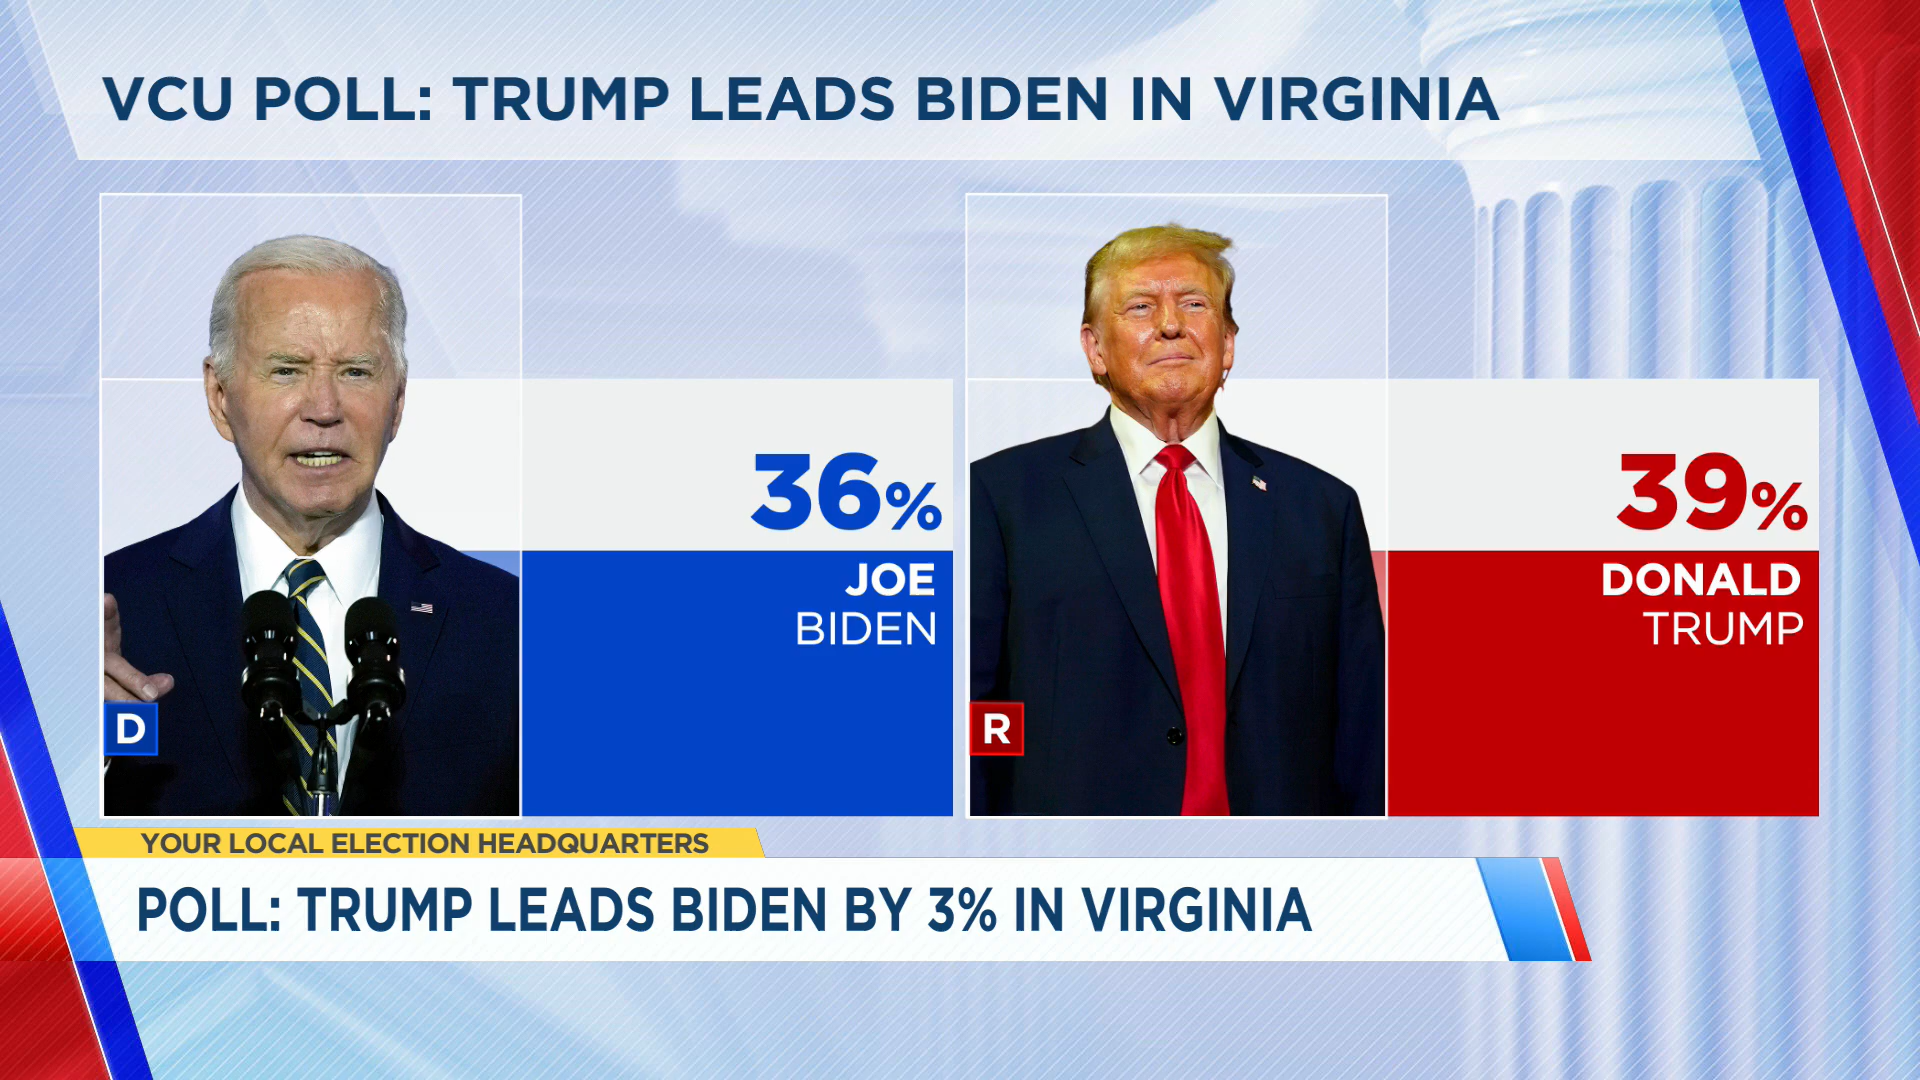 VCU POLL: TRUMP LEADS BIDEN IN VIRGINIA
36%
JOE
BIDEN
D
39%
DONALD
TRUMP
R
YOUR LOCAL ELECTION HEADQUARTERS
POLL: TRUMP LEADS BIDEN BY 3% IN VIRGINIA